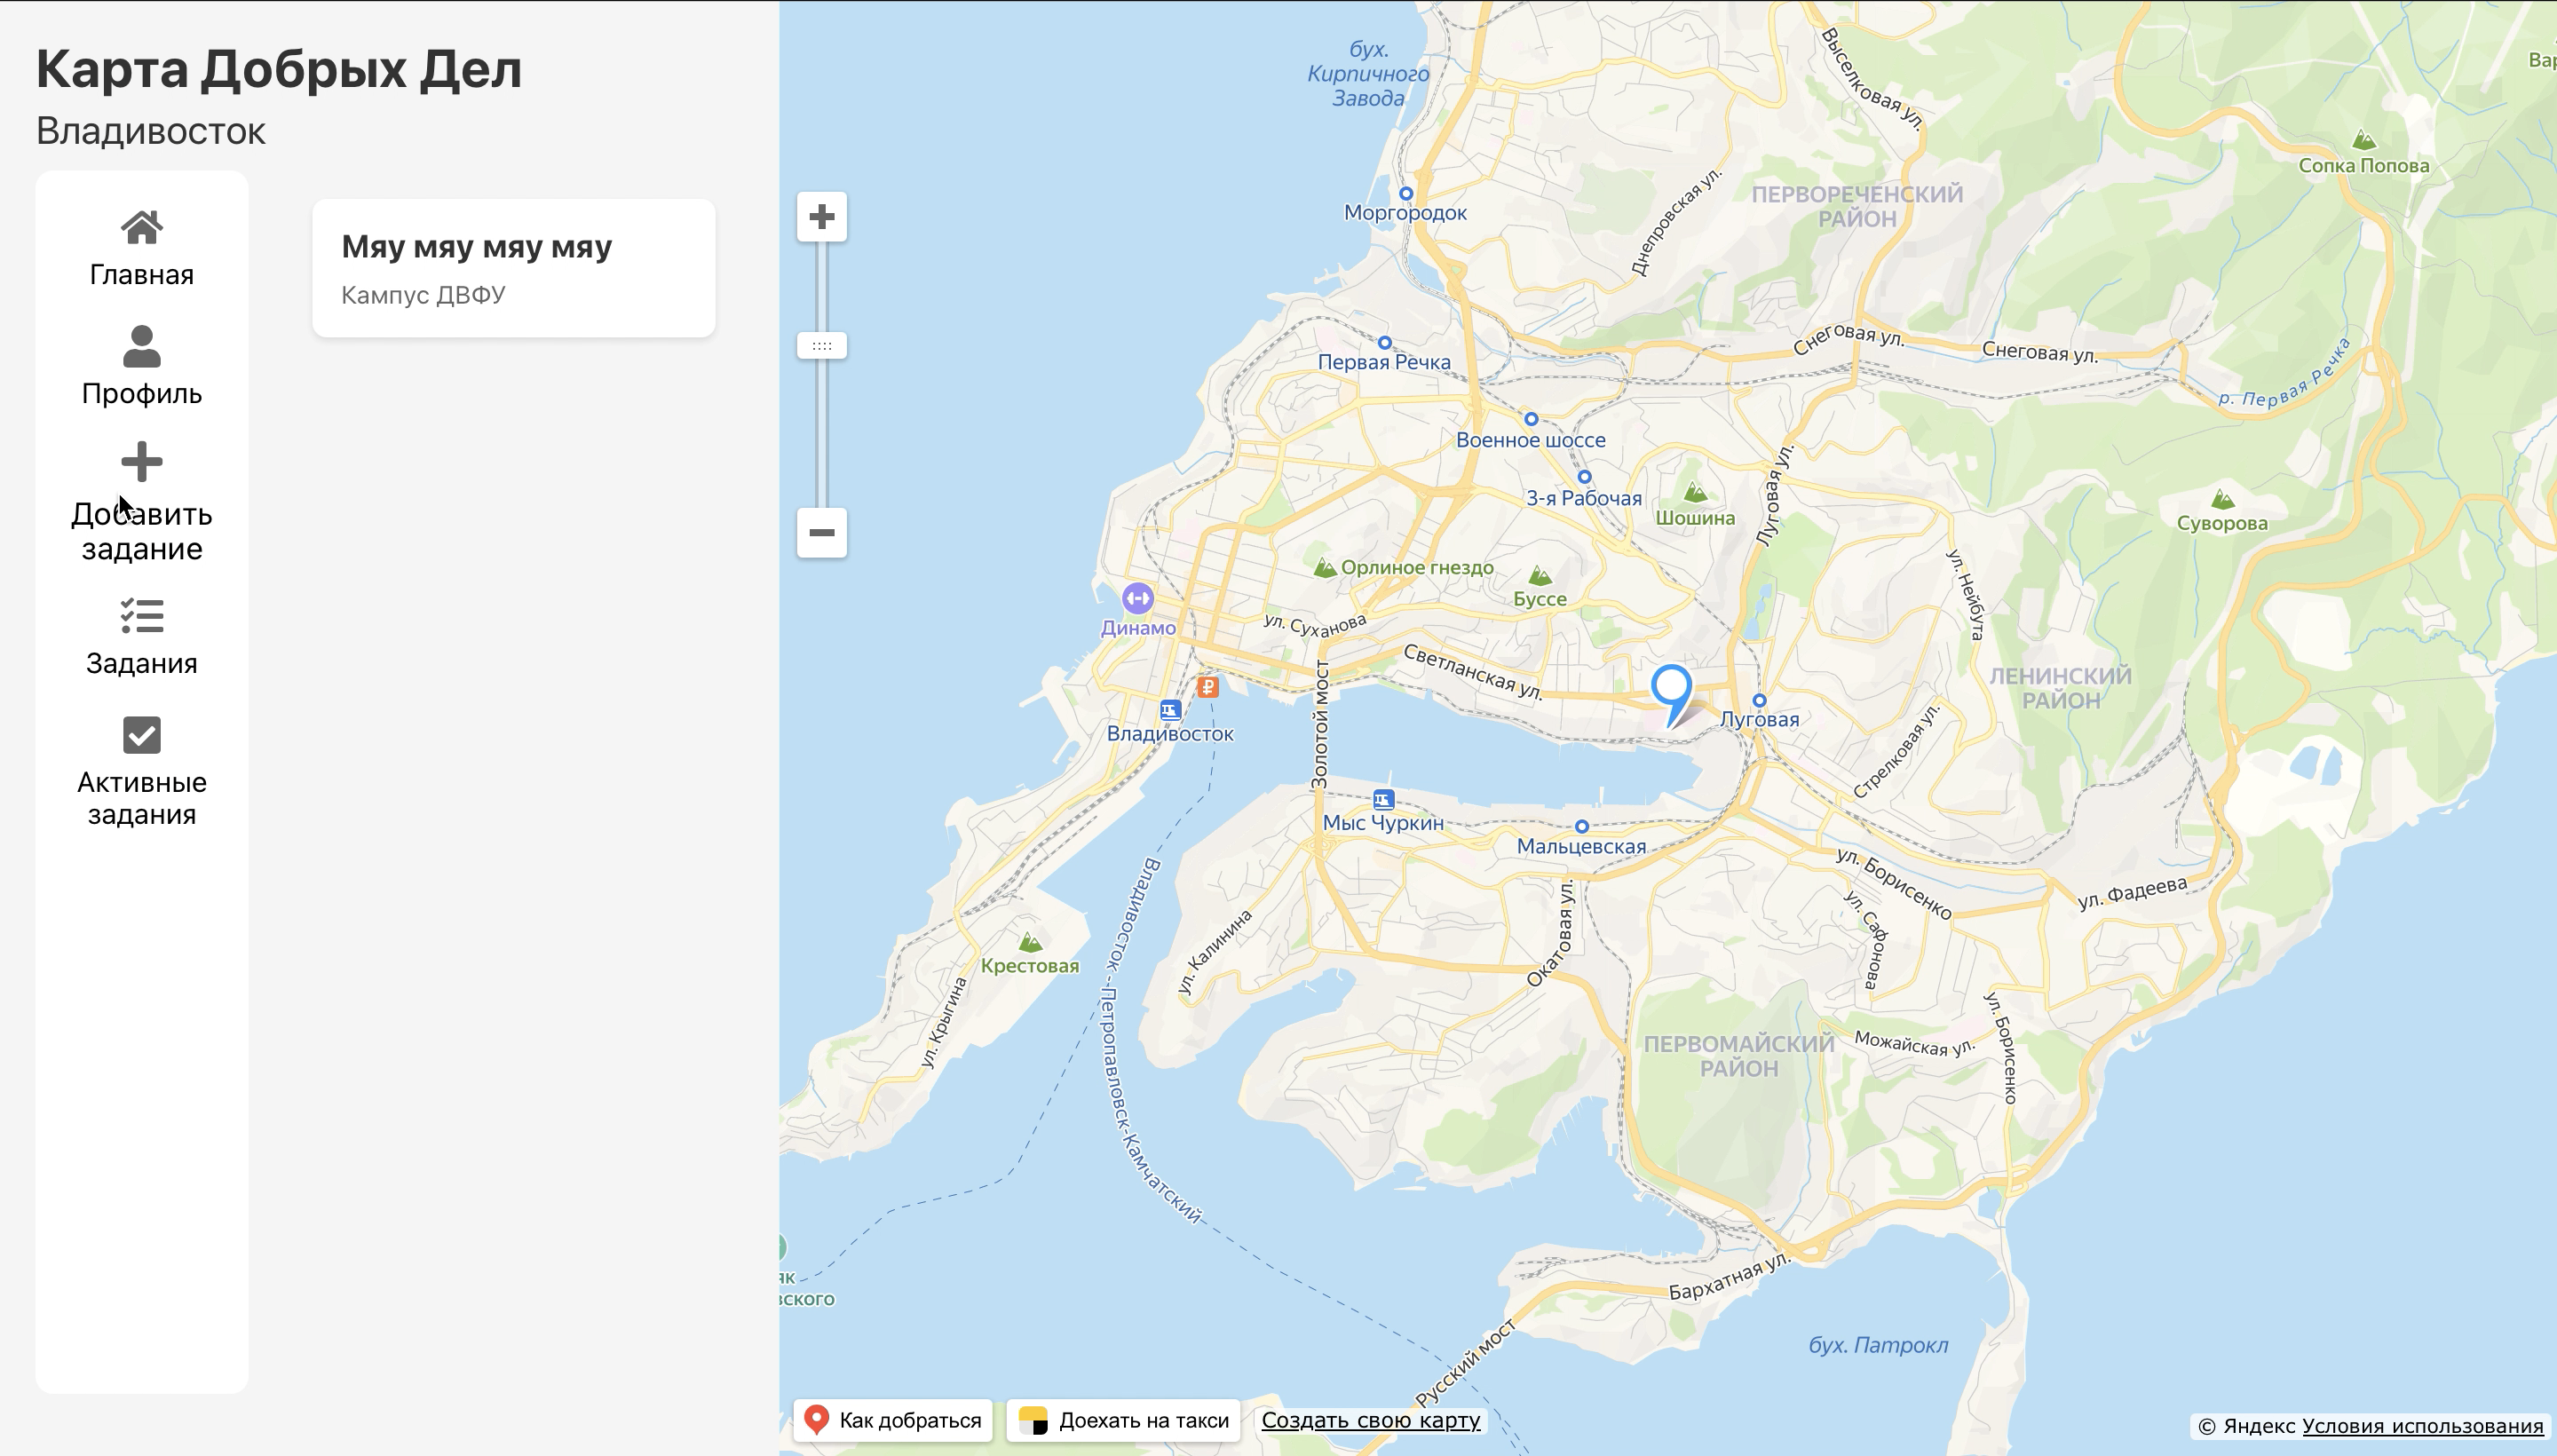 Карта Добрых Дел
Владивосток
Главная
Профиль
Добавить
задание
Задания
Активные
задания
Мяу мяу мяу мяу
Кампус ДВФУ
бух.
Кирпичного
Завода
Выселковая ул.
Сопка Попова
Моргородок
Днепровская ул.
ПЕРВОРЕЧЕНСКИЙ
РАЙОН
Первая Речка
Снеговая ул.
Снеговая ул.
р. Первая Речка
Военное шоссе
3-я Рабочая
Шошина
Луговая ул.
Суворова
Орлиное гнездо
Буссе
ул. Нейбута
Динамо
ул. Суханова
Светланская ул.
ЛЕНИНСКИЙ
РАЙОН
Владивосток
Золотой мост
Луговая
Стрелковая ул.
Мыс Чуркин
Мальцевская
ул. Борисенко
ул. Фадеева
ул. Сафонова
Окатовая ул.
ул. Калинина
Крестовая
ул. Крыгина
Владивосток--Петропавловск-Камчатский
ПЕРВОМАЙСКИЙ
РАЙОН
Можайская ул.
ул. Борисенко
Бархатная ул.
Русский мост
бух. Патрокл
Как добраться
Доехать на такси
Создать свою карту
© Яндекс Условия использования